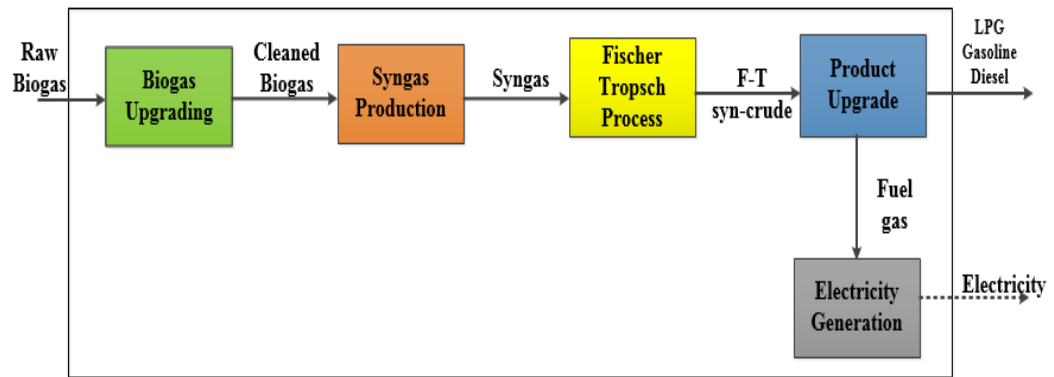 Raw
Biogas
Biogas
Upgrading
Cleaned
Biogas
Syngas
Production
Syngas
Fischer
Tropsch
Process
F-T
syn-crude
Product
Upgrade
LPG
Gasoline
Diesel
Fuel
gas
Electricity
Generation
Electricity